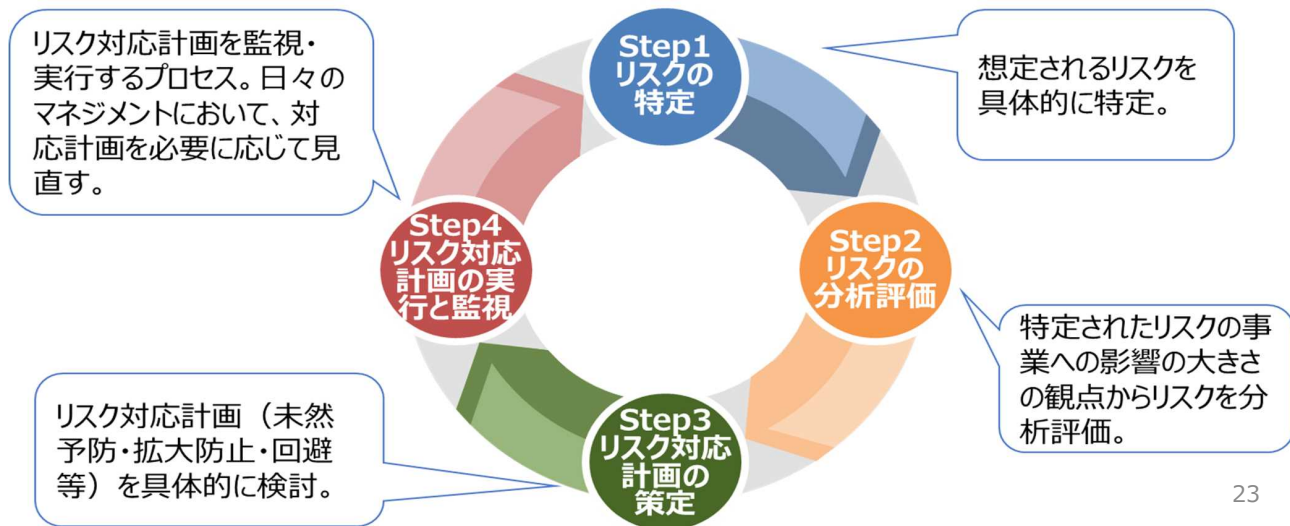 Step1
リスクの
特定
想定されるリスクを
具体的に特定。
Step2
リスクの
分析評価
特定されたリスクの事
業への影響の大きさ
の観点からリスクを分
析評価。
Step3
リスク対応
計画の
策定
リスク対応計画（未然
予防・拡大防止・回避
等）を具体的に検討。
Step4
リスク対応
計画の実
行と監視
リスク対応計画を監視・
実行するプロセス。日々の
マネジメントにおいて、対
応計画を必要に応じて見
直す。
23